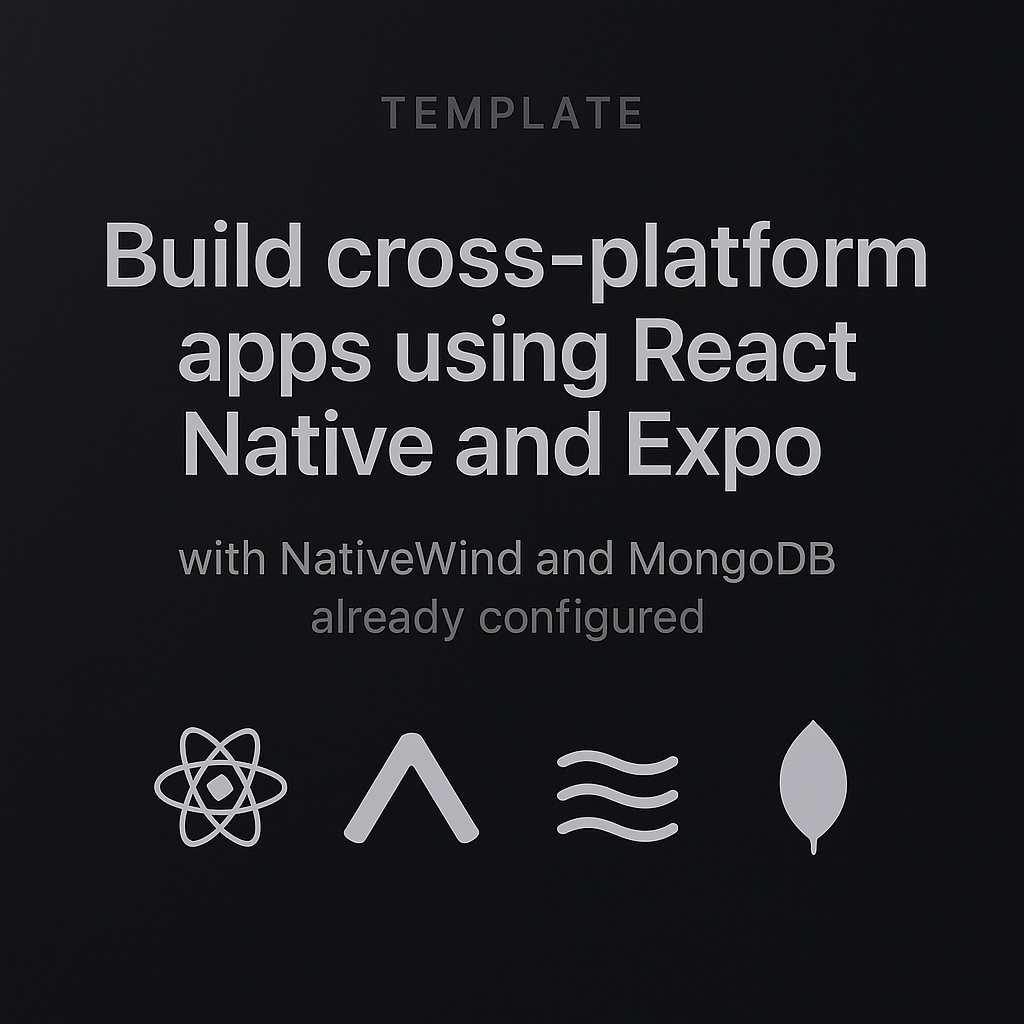 TEMPLATE
Build cross-platform
apps using React
Native and Expo
with NativeWind and MongoDB
already configured